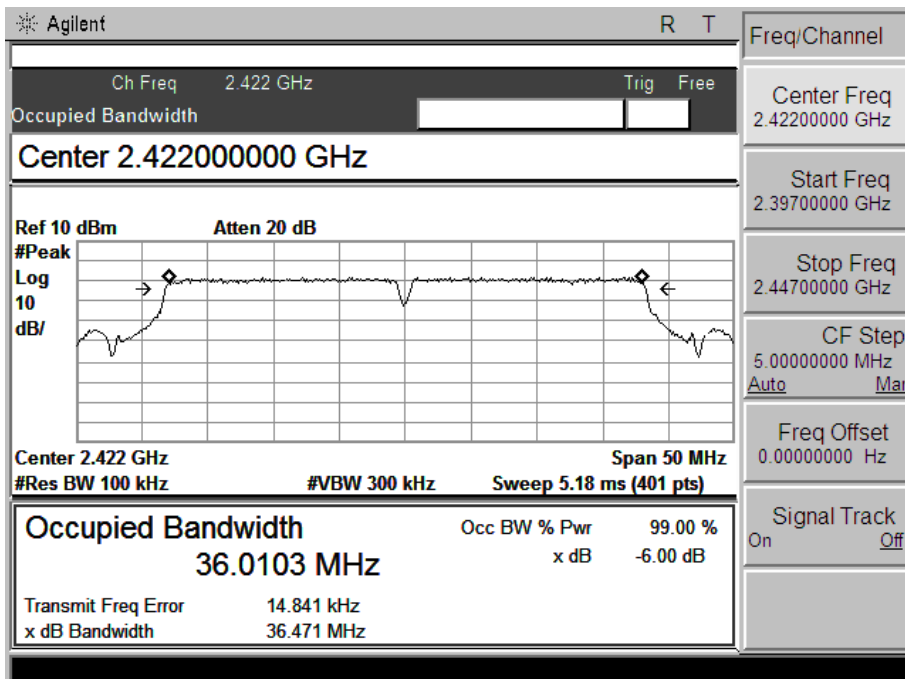 Agilent R T
Ch Freq 2.422 GHz Trig Free
Occupied Bandwidth
Center 2.422000000 GHz
Ref 10 dBm Atten 20 dB
#Peak
Log
10
dB/
Center 2.422 GHz Span 50 MHz
#Res BW 100 kHz #VBW 300 kHz Sweep 5.18 ms (401 pts)
Occupied Bandwidth
36.0103 MHz
Occ BW % Pwr 99.00 %
x dB -6.00 dB
Transmit Freq Error 14.841 kHz
x dB Bandwidth 36.471 MHz
Freq/Channel
Center Freq
2.42200000 GHz
Start Freq
2.39700000 GHz
Stop Freq
2.44700000 GHz
CF Step
5.00000000 MHz
Auto Man
Freq Offset
0.00000000 Hz
Signal Track
On Off